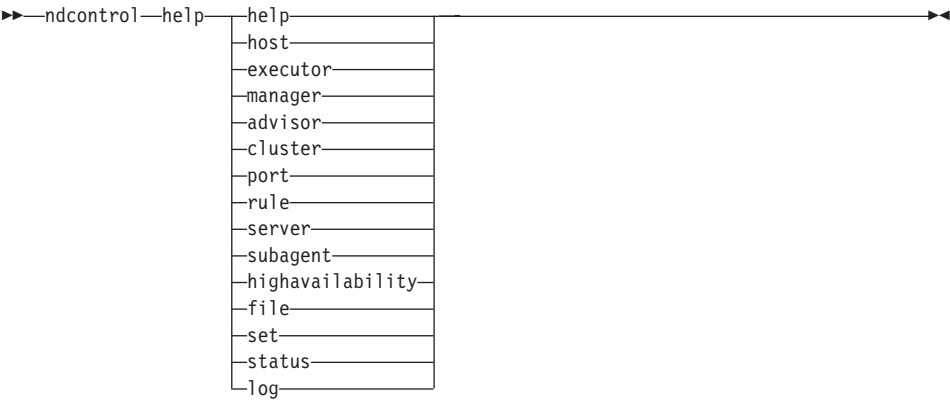 ndcontrol help help
host
executor
manager
advisor
cluster
port
rule
server
subagent
highavailability
file
set
status
log